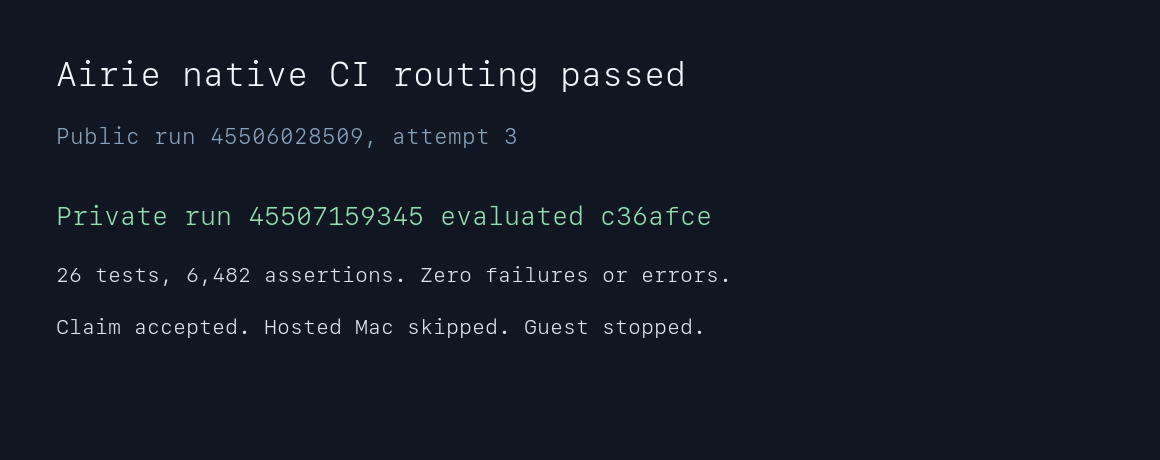 Airie native CI routing passed
Public run 45506028509, attempt 3
Private run 45507159345 evaluated c36afce
26 tests, 6,482 assertions. Zero failures or errors.
Claim accepted. Hosted Mac skipped. Guest stopped.